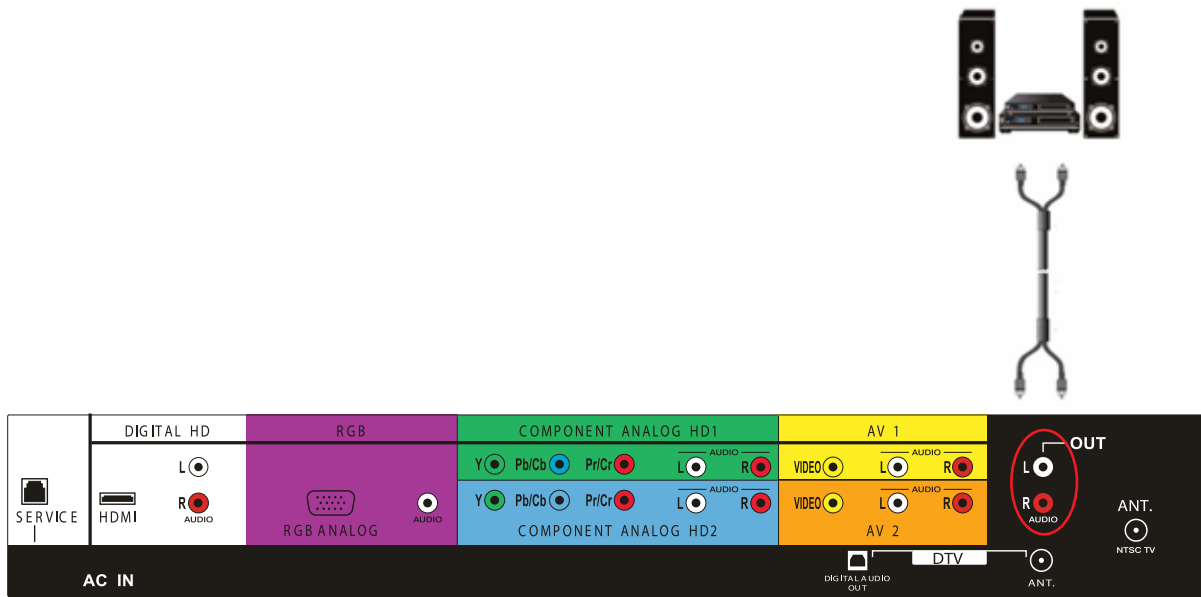 DIGITAL HD
RGB
COMPONENT ANALOG HD1
AV 1
OUT
L
Y Pb/Cb Pr/Cr L AUDIO R
VIDEO L AUDIO R
L
SERVICE
HDMI
R
AUDIO
RGB ANALOG
AUDIO
Y Pb/Cb Pr/Cr L AUDIO R
COMPONENT ANALOG HD2
VIDEO L AUDIO R
AV 2
R
AUDIO
ANT.
NTSC TV
AC IN
DIGITAL AUDIO
OUT
DTV
ANT.